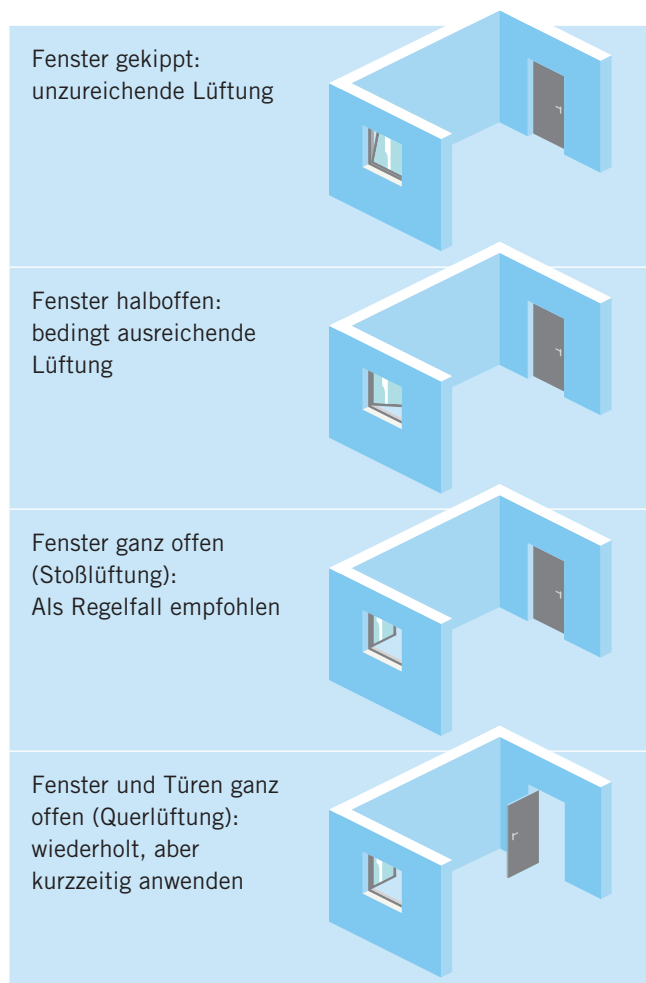 Fenster gekippt:
unzureichende Lüftung
Fenster halboffen:
bedingt ausreichende
Lüftung
Fenster ganz offen
(Stoßlüftung):
Als Regelfall empfohlen
Fenster und Türen ganz
offen (Querlüftung):
wiederholt, aber
kurzzeitig anwenden